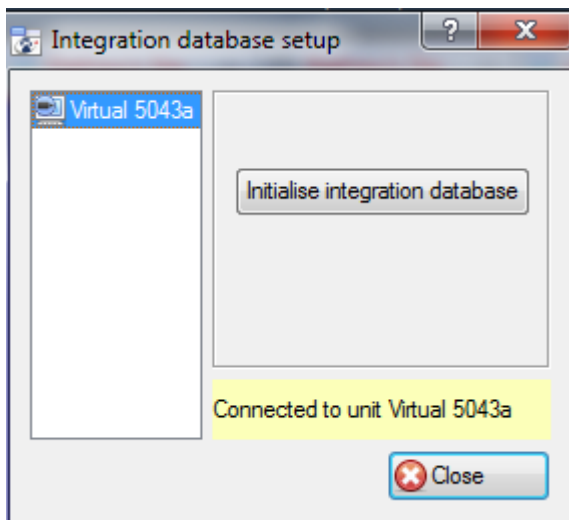 Integration database setup
?
Virtual 5043a
Initialise integration database
Connected to unit Virtual 5043a
Close